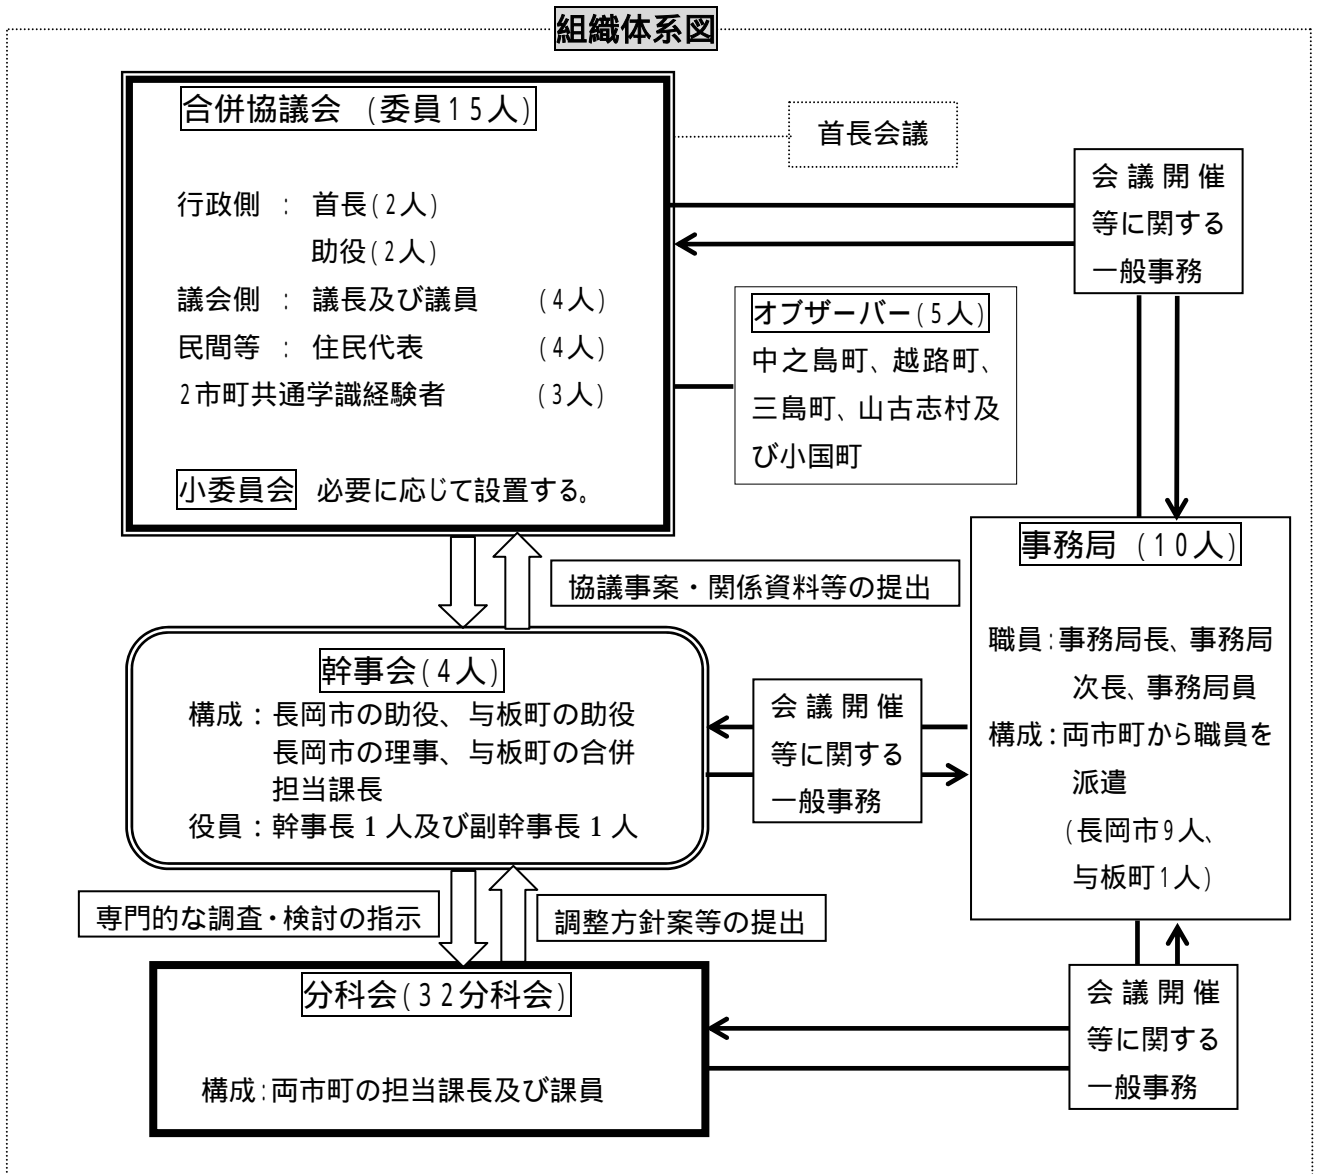 組織体系図
合併協議会 (委員15人)
行政側 : 首長(2人)
助役(2人)
議会側 : 議長及び議員 (4人)
民間等 : 住民代表 (4人)
2市町共通学識経験者 (3人)
小委員会 必要に応じて設置する。
首長会議
会議開催
等に関する
一般事務
オブザーバー(5人)
中之島町、越路町、
三島町、山古志村及
び小国町
協議事案・関係資料等の提出
事務局 (10人)
職員:事務局長、事務局
次長、事務局員
構成:両市町から職員を
派遣
(長岡市9人、
与板町1人)
幹事会(4人)
構成:長岡市の助役、与板町の助役
長岡市の理事、与板町の合併
担当課長
役員:幹事長1人及び副幹事長1人
会議開催
等に関する
一般事務
専門的な調査・検討の指示
調整方針案等の提出
分科会(32分科会)
構成:両市町の担当課長及び課員
会議開催
等に関する
一般事務